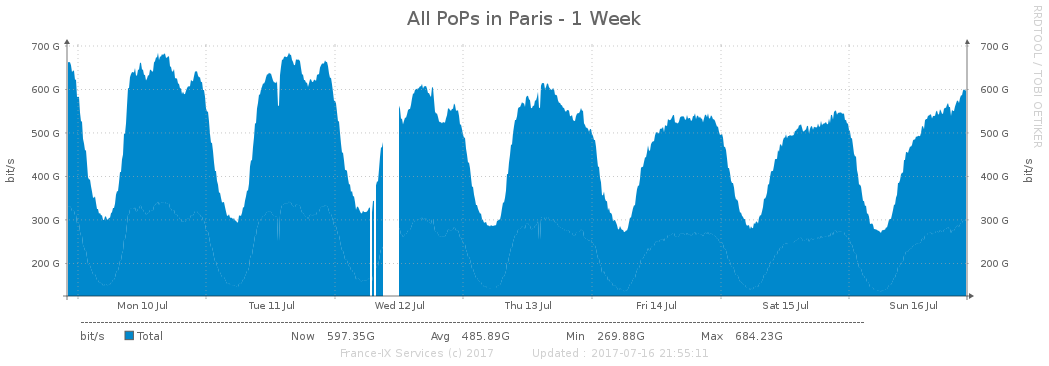 All PoPs in Paris - 1 Week
RRDTOOL / TOBI OETIKER
700 G 700 G
600 G 600 G
500 G 500 G
400 G 400 G
300 G 300 G
200 G 200 G
bit/s bit/s
Mon 10 Jul Tue 11 Jul Wed 12 Jul Thu 13 Jul Fri 14 Jul Sat 15 Jul Sun 16 Jul
bit/s Total Now 597.35G Avg 485.89G Min 269.88G Max 684.23G
France-IX Services (c) 2017 Updated : 2017-07-16 21:55:11